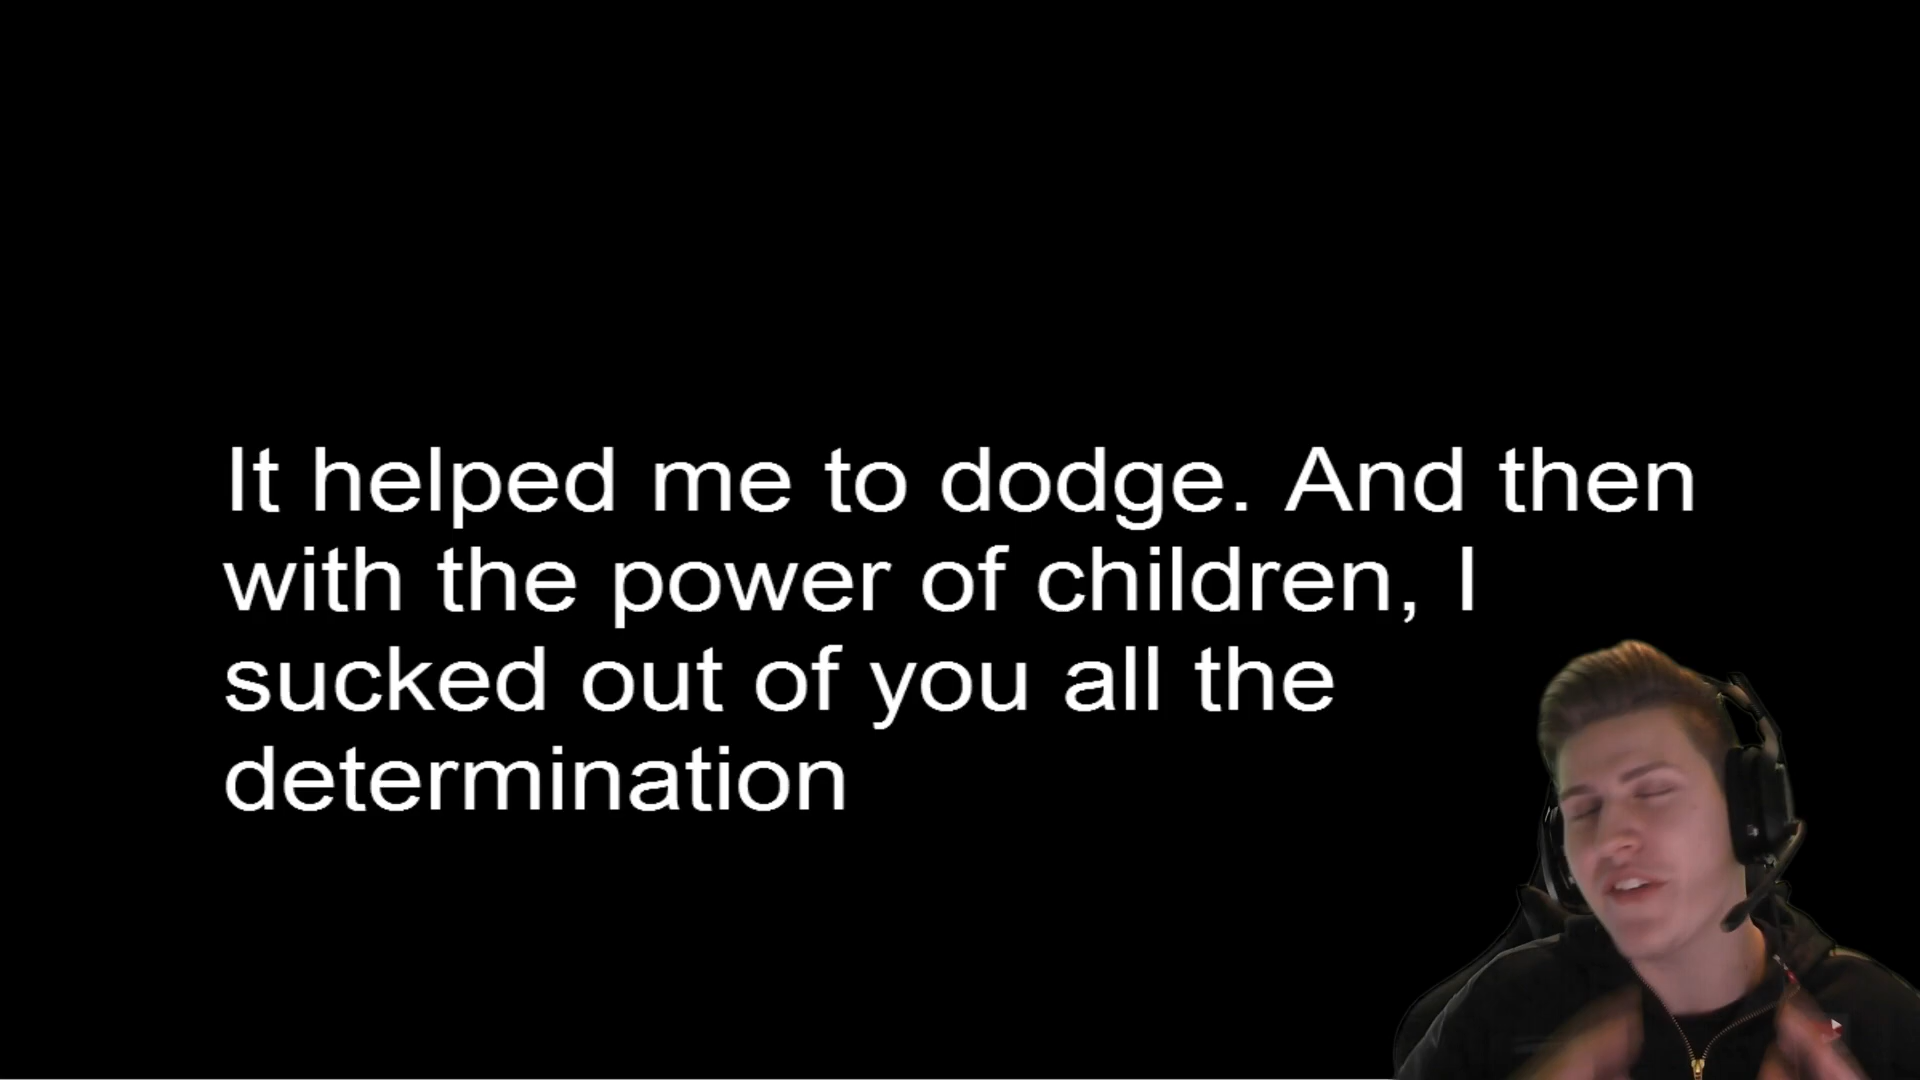 It helped me to dodge. And then
with the power of children, I
sucked out of you all the
determination